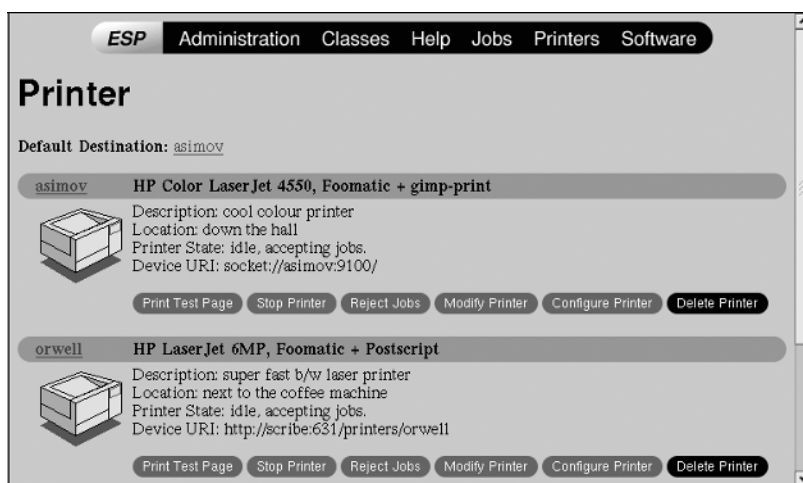 ESP Administration Classes Help Jobs Printers Software
Printer
Default Destination: asimov
asimov HP Color LaserJet 4550, Foomatic + gimp-print
Description: cool colour printer
Location: down the hall
Printer State: idle, accepting jobs.
Device URI: socket://asimov:9100/
Print Test Page Stop Printer Reject Jobs Modify Printer Configure Printer Delete Printer
orwell HP LaserJet 6MP, Foomatic + Postscript
Description: super fast b/w laser printer
Location: next to the coffee machine
Printer State: idle, accepting jobs.
Device URI: http://scribe:631/printers/orwell
Print Test Page Stop Printer Reject Jobs Modify Printer Configure Printer Delete Printer